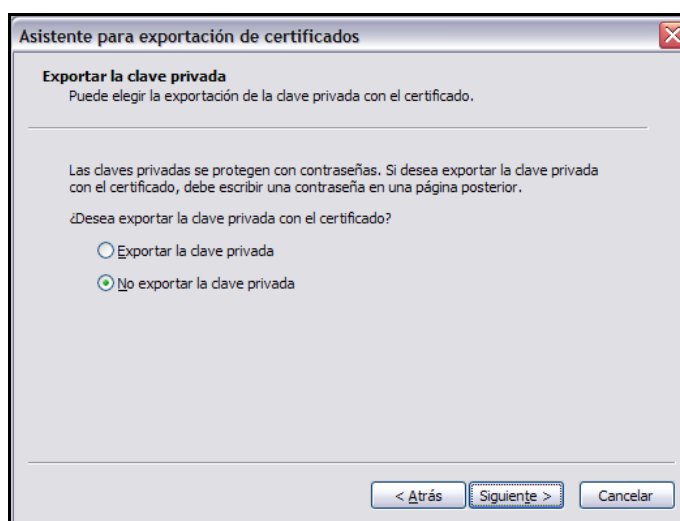 Asistente para exportación de certificados
Exportar la clave privada
Puede elegir la exportación de la clave privada con el certificado.
Las claves privadas se protegen con contraseñas. Si desea exportar la clave privada
con el certificado, debe escribir una contraseña en una página posterior.
¿Desea exportar la clave privada con el certificado?
Exportar la clave privada
No exportar la clave privada
< Atrás Siguiente > Cancelar